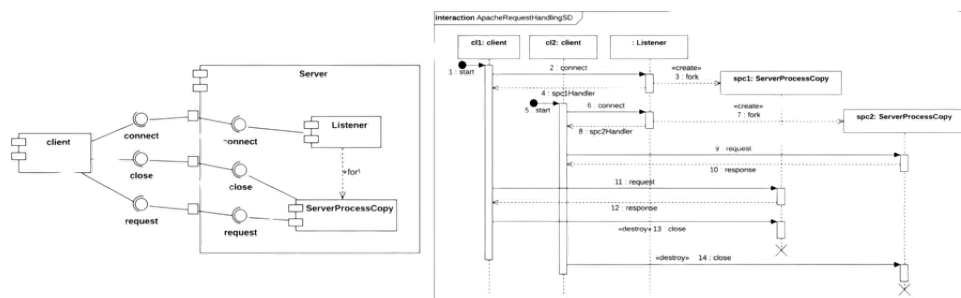 Server
client
connect
close
request
connect
close
request
Listener
«for
ServerProcessCopy
interaction ApacheRequestHandlingSD
cl1: client
cl2: client
: Listener
1 : start
2 : connect
«create»
3 : fork
spc1: ServerProcessCopy
4 : spc1Handler
5 : start
6 : connect
«create»
7 : fork
spc2: ServerProcessCopy
8 : spc2Handler
9 : request
10 : response
11 : request
12 : response
«destroy» 13 : close
«destroy» 14 : close